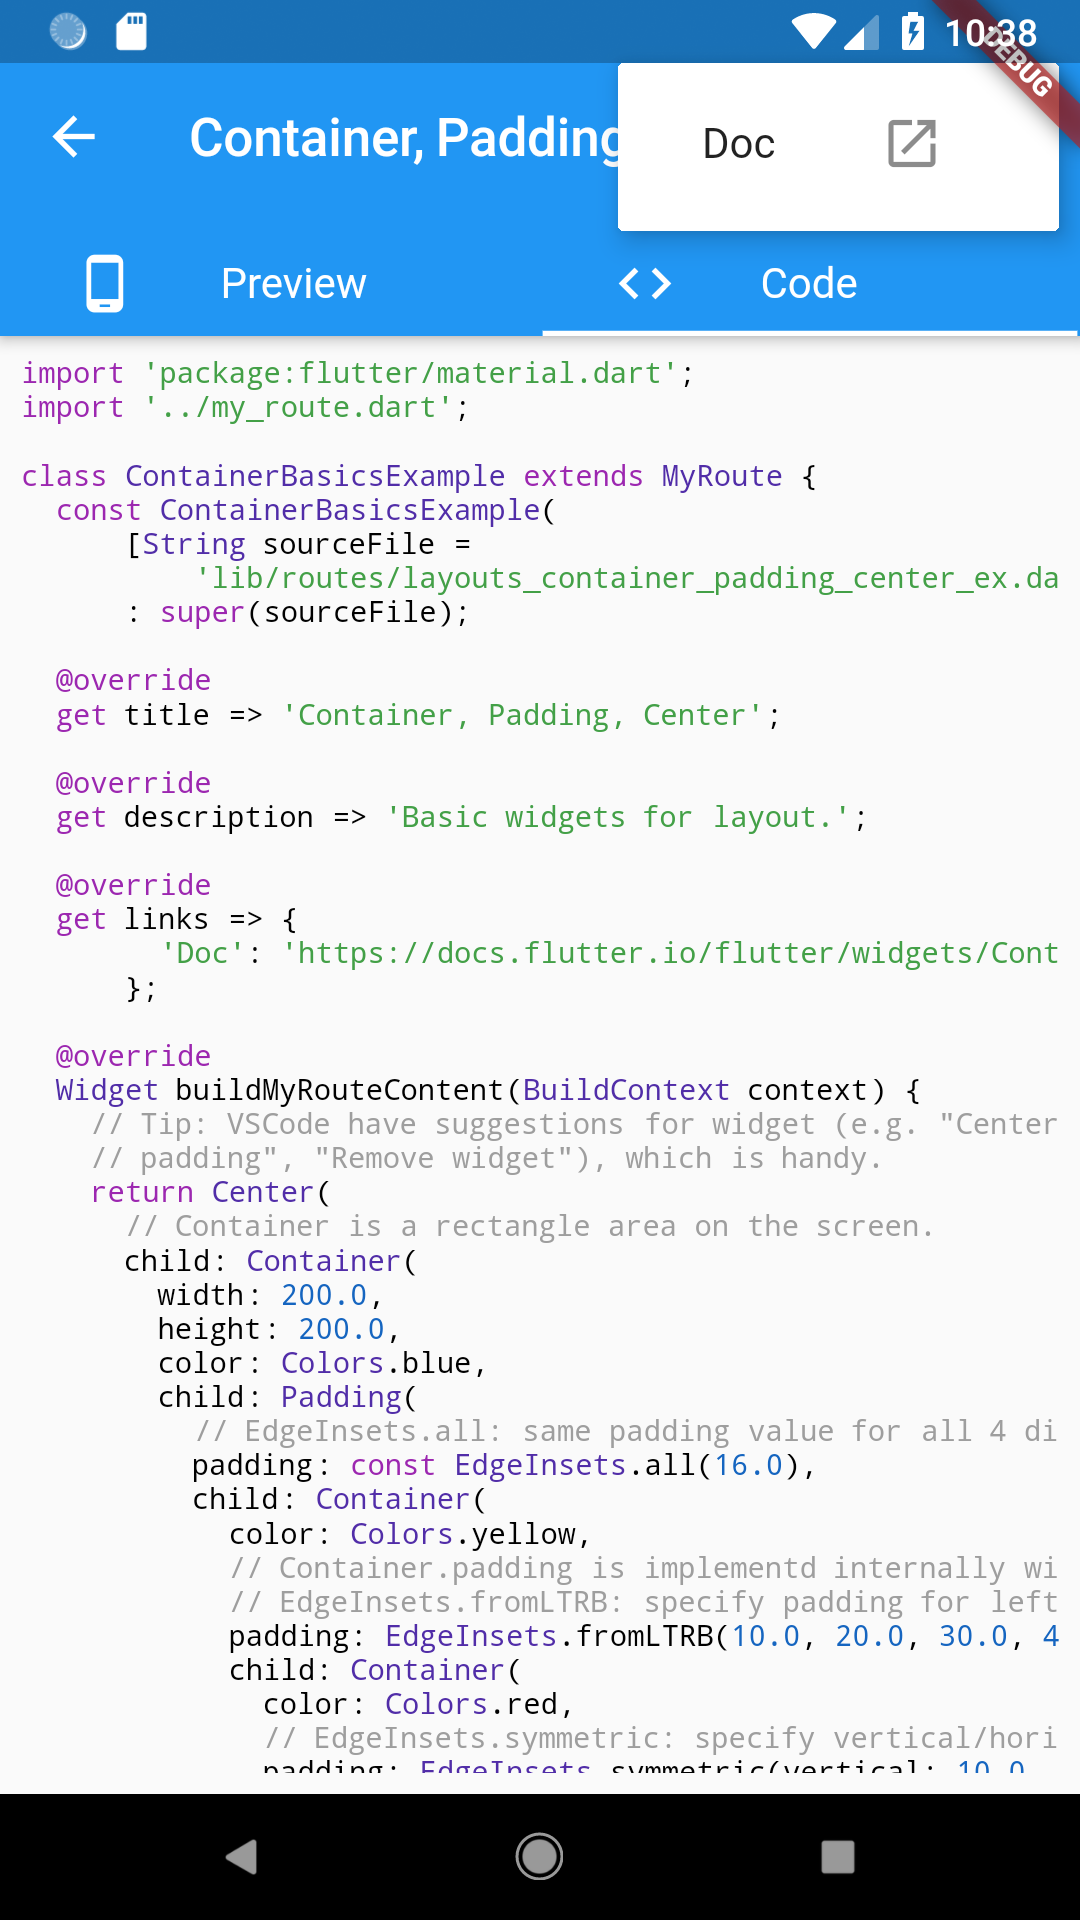 10:38
DEBUG
Container, Padding
Doc
Preview
Code
import 'package:flutter/material.dart';
import '../my_route.dart';
class ContainerBasicsExample extends MyRoute {
  const ContainerBasicsExample(
      [String sourceFile =
          'lib/routes/layouts_container_padding_center_ex.da
      : super(sourceFile);
  @override
  get title => 'Container, Padding, Center';
  @override
  get description => 'Basic widgets for layout.';
  @override
  get links => {
        'Doc': 'https://docs.flutter.io/flutter/widgets/Cont
      };
  @override
  Widget buildMyRouteContent(BuildContext context) {
    // Tip: VSCode have suggestions for widget (e.g. "Center
    // padding", "Remove widget"), which is handy.
    return Center(
      // Container is a rectangle area on the screen.
      child: Container(
        width: 200.0,
        height: 200.0,
        color: Colors.blue,
        child: Padding(
          // EdgeInsets.all: same padding value for all 4 di
          padding: const EdgeInsets.all(16.0),
          child: Container(
            color: Colors.yellow,
            // Container.padding is implementd internally wi
            // EdgeInsets.fromLTRB: specify padding for left
            padding: EdgeInsets.fromLTRB(10.0, 20.0, 30.0, 4
            child: Container(
              color: Colors.red,
              // EdgeInsets.symmetric: specify vertical/hori
              padding: EdgeInsets.symmetric(vertical: 10.0